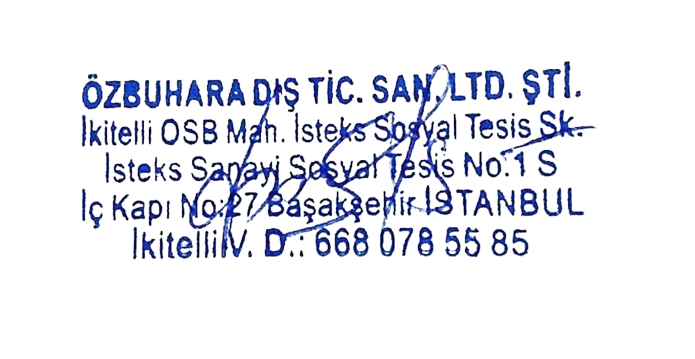 ÖZBUHARA DIŞ TİC. SAN. LTD. ŞTİ.
İkitelli OSB Mah. İsteks Sosyal Tesis Sk.
İsteks Sanayi Sosyal Tesis No:1 S
İç Kapı No:27 Başakşehir İSTANBUL
İkitelli V. D.: 668 078 55 85